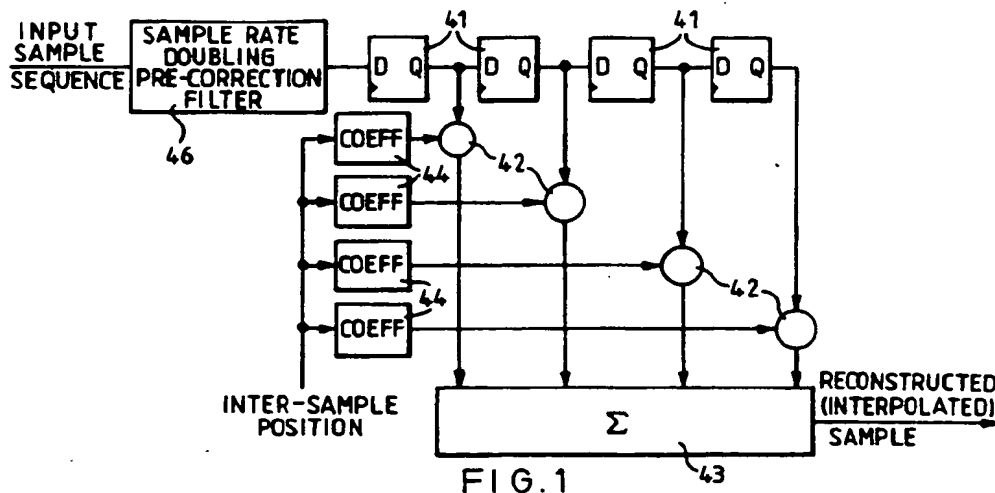 INPUT
SAMPLE
SEQUENCE
SAMPLE RATE
DOUBLING
PRE-CORRECTION
FILTER
46
41
41
D Q
D Q
D Q
D Q
COEFF
44
COEFF
42
COEFF
44
COEFF
42
INTER-SAMPLE
POSITION
Σ
43
RECONSTRUCTED
(INTERPOLATED)
SAMPLE
FIG.1